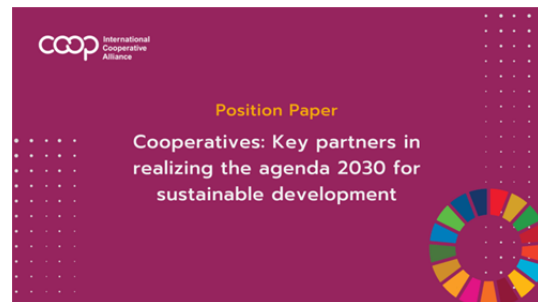 coop International
Cooperative
Alliance
Position Paper
Cooperatives: Key partners in
realizing the agenda 2030 for
sustainable development